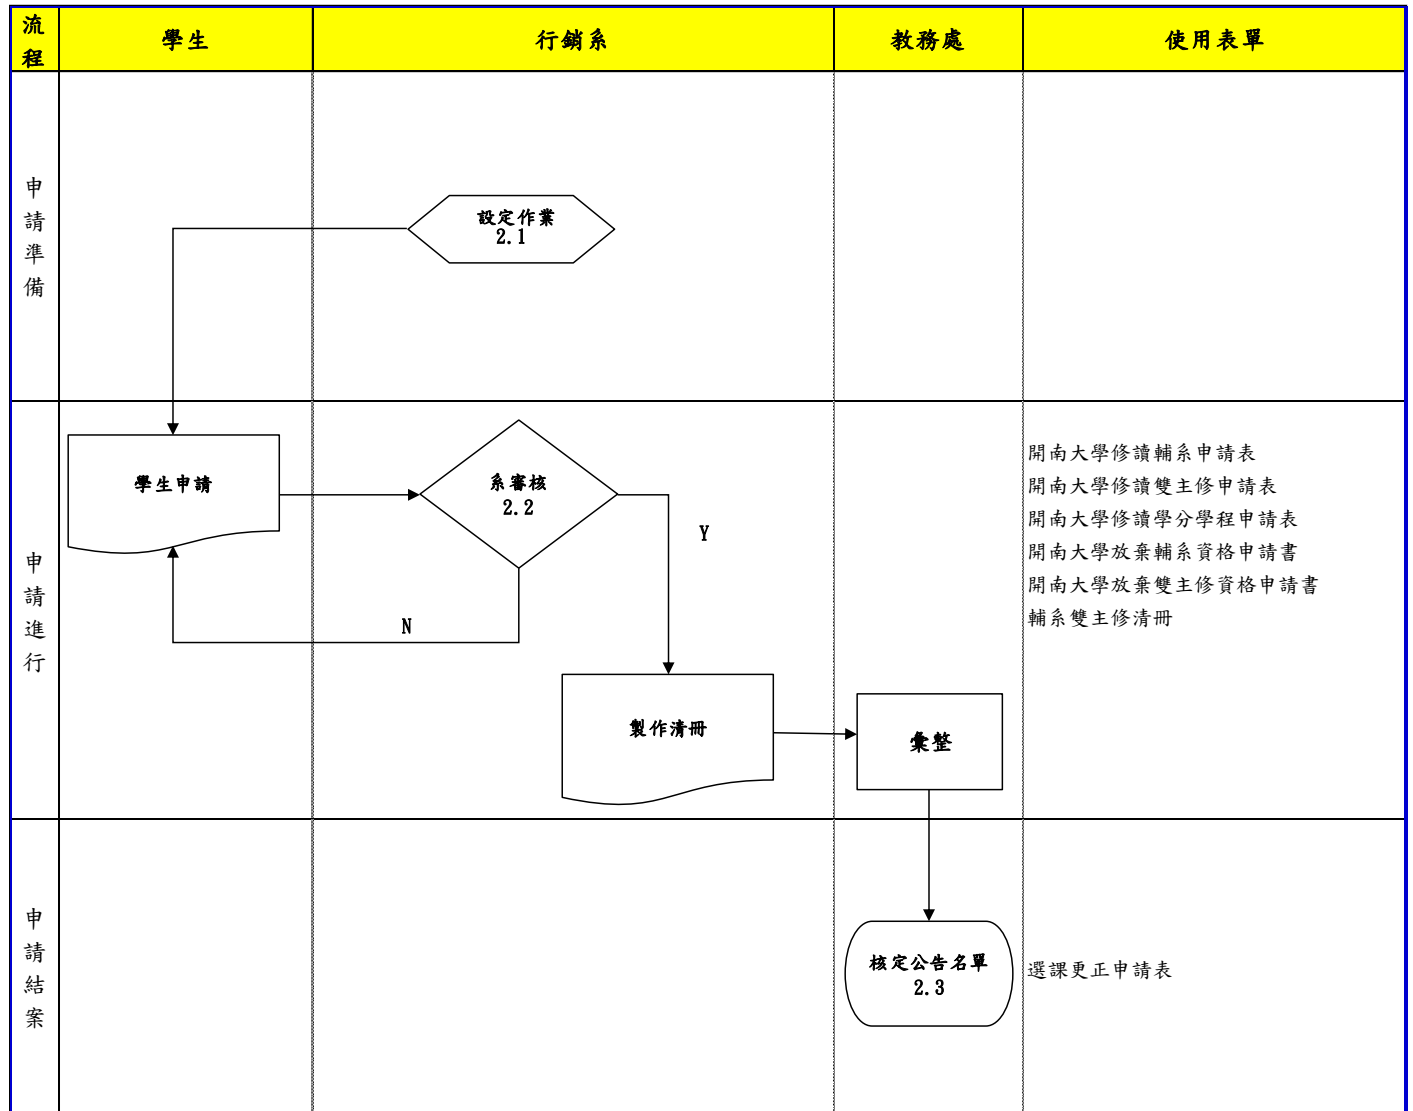 流程
學生
行銷系
教務處
使用表單
申請準備
設定作業
2.1
申請進行
學生申請
系審核
2.2
Y
N
製作清冊
彙整
開南大學修讀輔系申請表
開南大學修讀雙主修申請表
開南大學修讀學分學程申請表
開南大學放棄輔系資格申請書
開南大學放棄雙主修資格申請書
輔系雙主修清冊
申請結案
核定公告名單
2.3
選課更正申請表